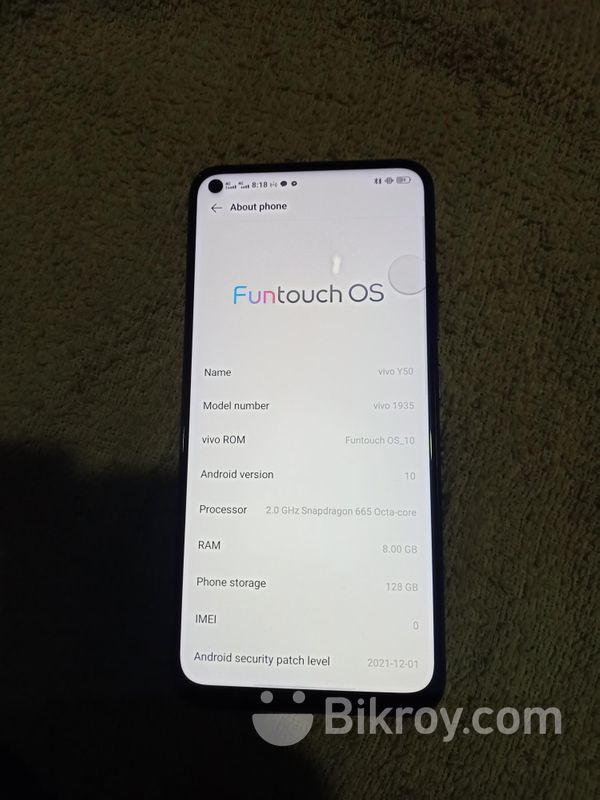 8:18
About phone
Funtouch OS
Name vivo Y50
Model number vivo 1935
vivo ROM Funtouch OS_10
Android version 10
Processor 2.0 GHz Snapdragon 665 Octa-core
RAM 8.00 GB
Phone storage 128 GB
IMEI 0
Android security patch level 2021-12-01
Bikroy.com